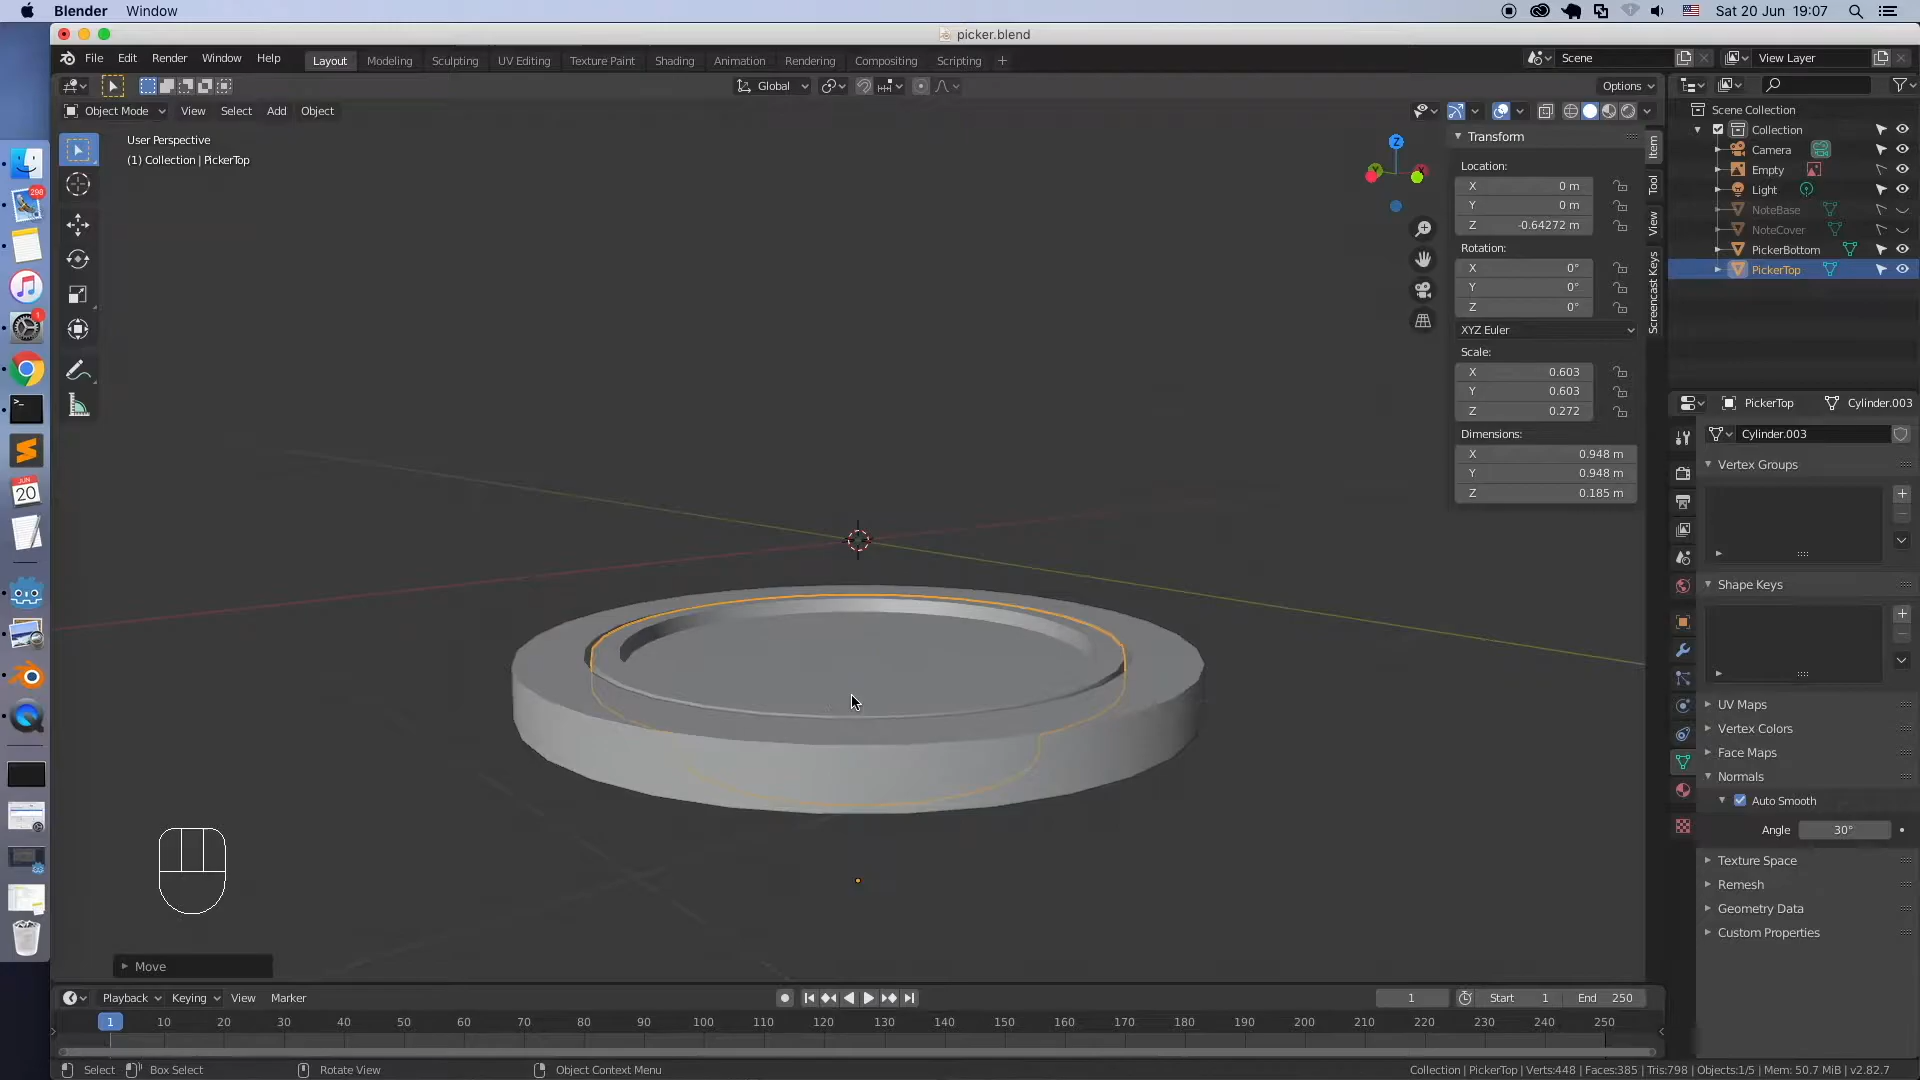 Blender Window Sat 20 Jun 19:07
picker.blend
File Edit Render Window Help Layout Modeling Sculpting UV Editing Texture Paint Shading Animation Rendering Compositing Scripting + Scene View Layer
Global Options
Object Mode View Select Add Object
User Perspective
(1) Collection | PickerTop
Z
Transform
Location:
X 0 m
Y 0 m
Z -0.64272 m
Rotation:
X 0°
Y 0°
Z 0°
XYZ Euler
Scale:
X 0.603
Y 0.603
Z 0.272
Dimensions:
X 0.948 m
Y 0.948 m
Z 0.185 m
Item
Tool
View
Screencast Keys
Scene Collection
Collection
Camera
Empty
Light
NoteBase
NoteCover
PickerBottom
PickerTop
PickerTop Cylinder.003
Cylinder.003
Vertex Groups
Shape Keys
UV Maps
Vertex Colors
Face Maps
Normals
Auto Smooth
Angle 30°
Texture Space
Remesh
Geometry Data
Custom Properties
298
1
JUN
20
Move
Playback Keying View Marker 1 Start 1 End 250
1 10 20 30 40 50 60 70 80 90 100 110 120 130 140 150 160 170 180 190 200 210 220 230 240 250
Select Box Select Rotate View Object Context Menu Collection | PickerTop | Verts:448 | Faces:385 | Tris:798 | Objects:1/5 | Mem: 50.7 MiB | v2.82.7